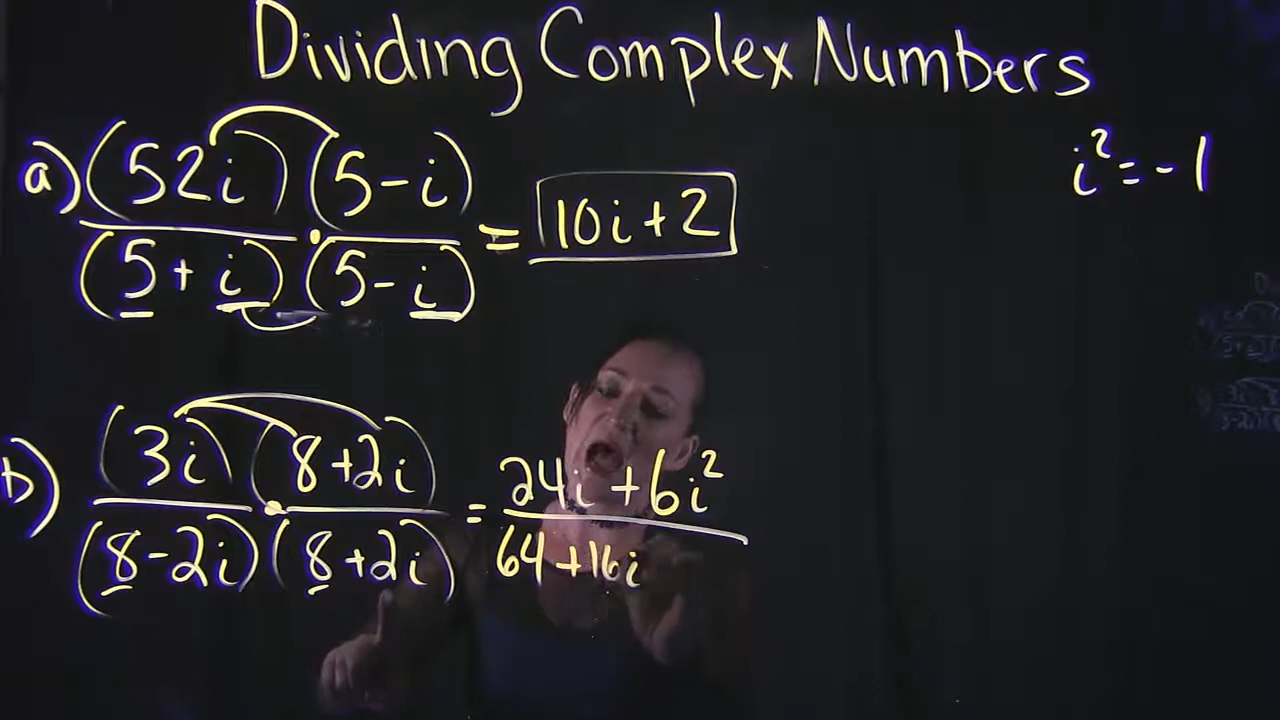 Dividing Complex Numbers
i² = -1
a) (52i) (5-i)
(5 + i) · (5 - i) = 10i + 2
b) (3i) (8+2i)
(8-2i) · (8+2i) = 24i + 6i²
64 + 16i